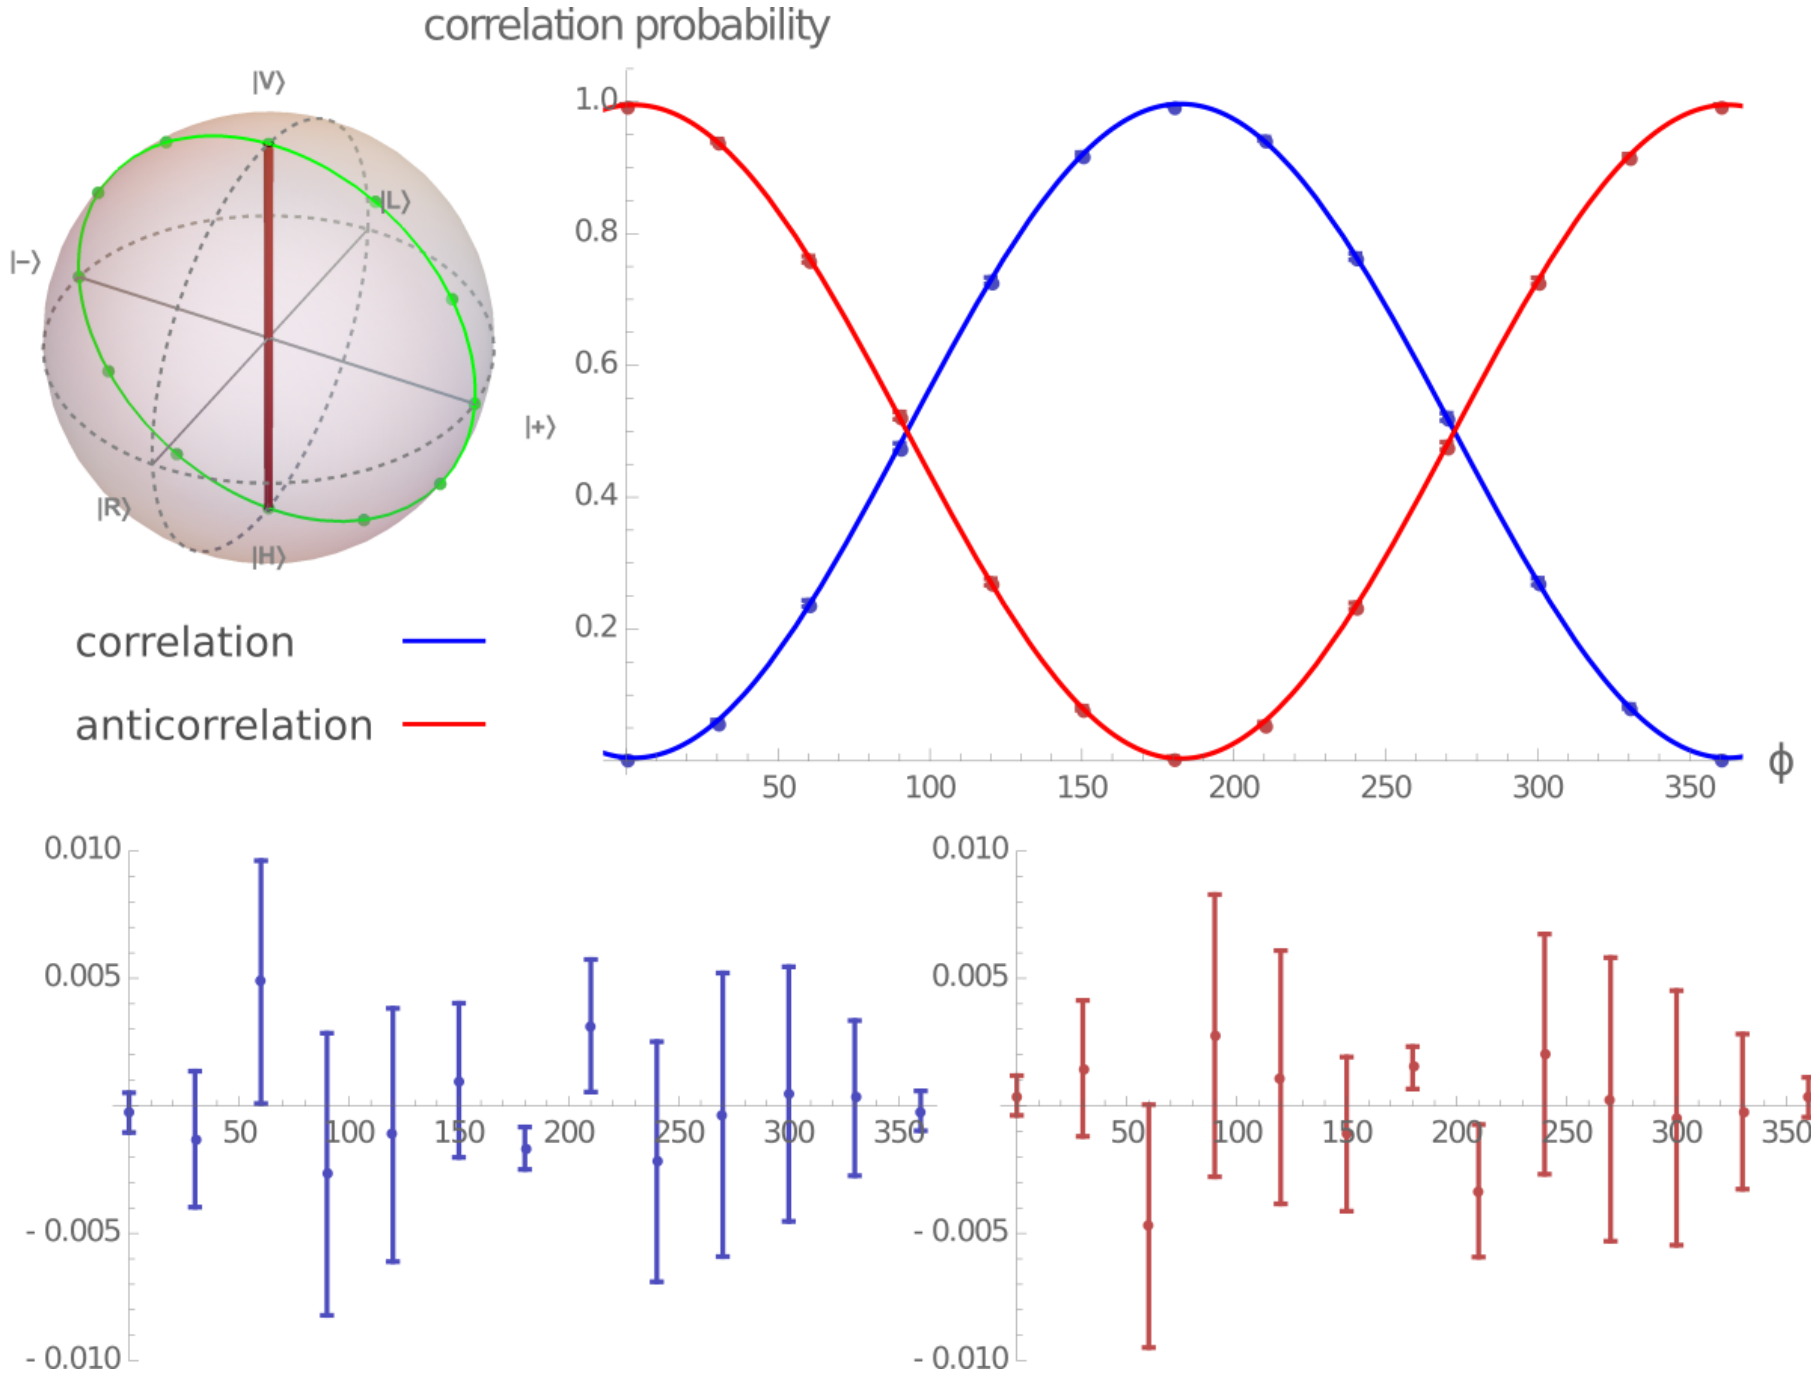 correlation probability
|V⟩
|L⟩
|−⟩
|+⟩
|R⟩
|H⟩
correlation
anticorrelation
1.0
0.8
0.6
0.4
0.2
50 100 150 200 250 300 350
ϕ
0.010
0.005
- 0.005
- 0.010
50 100 150 200 250 300 350
0.010
0.005
- 0.005
- 0.010
50 100 150 200 250 300 350